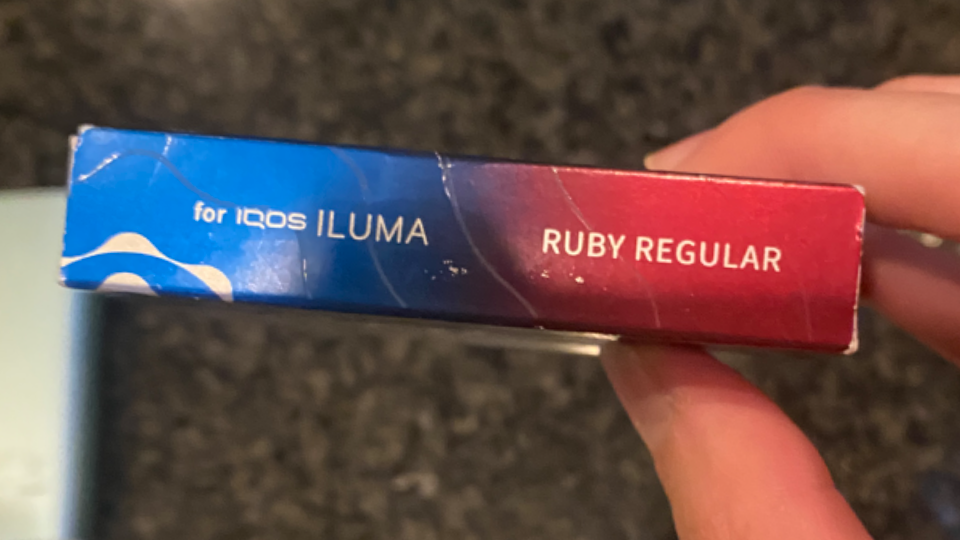 for IQOS ILUMA
RUBY REGULAR